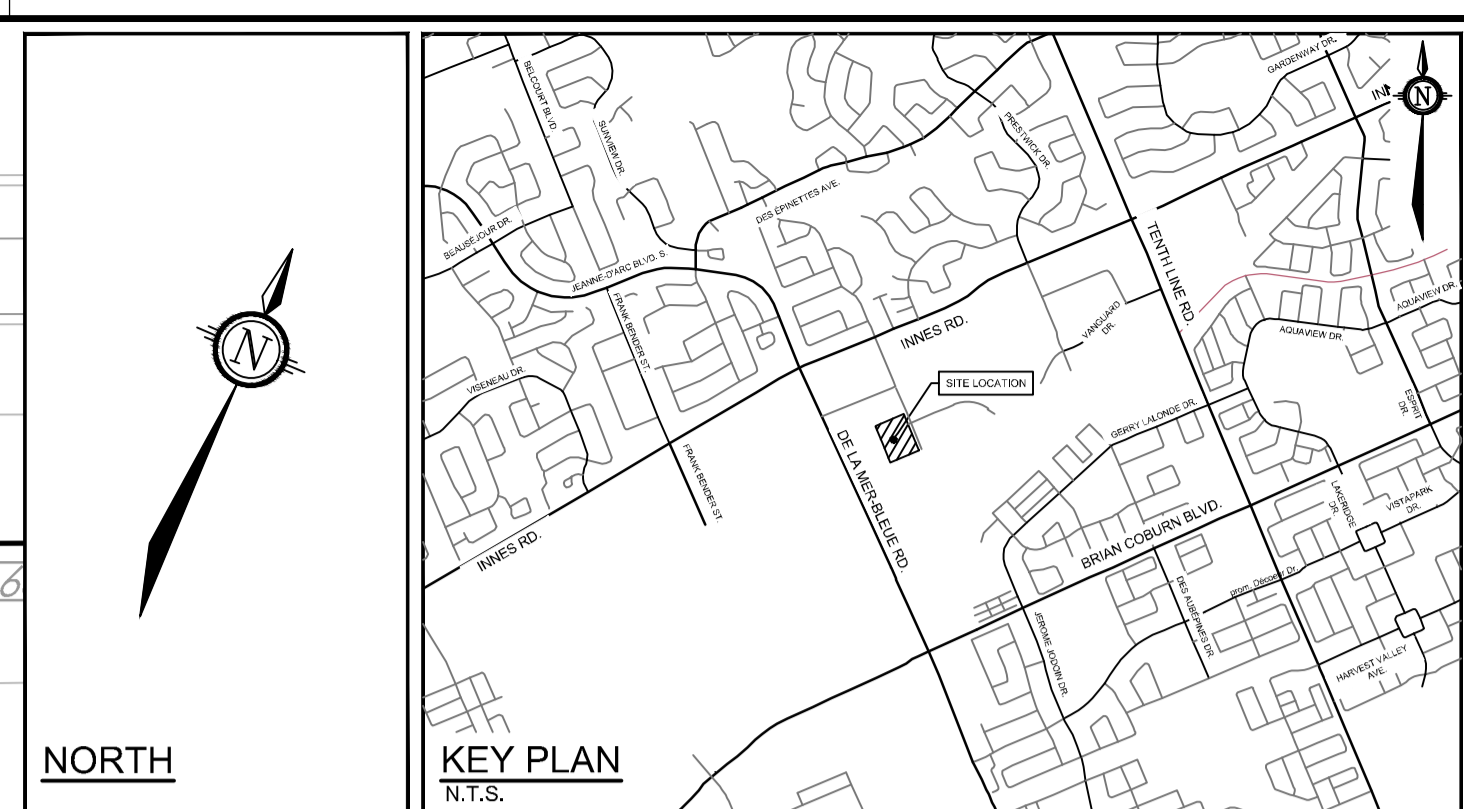 N
NORTH
6
KEY PLAN
N.T.S.
N
BELCOURT BLVD.
SUNVIEW DR.
BEAUSÉJOUR DR.
JEANNE-D'ARC BLVD. S.
DES ÉPINETTES AVE.
PRESTWICK DR.
GARDENWAY DR.
TENTH LINE RD.
INNES RD.
VANGUARD
DR.
AQUAVIEW DR.
AQUAVIEW DR.
FRANK BENDER ST.
VISENEAU DR.
SITE LOCATION
GERRY LALONDE DR.
ESPRIT
DR.
DE LA MER-BLEUE RD.
FRANK BENDER ST.
INNES RD.
BRIAN COBURN BLVD.
LAKERIDGE
DR.
VISTAPARK
DR.
prom. Décoeur Dr.
DES AUBÉPINES DR.
JEROME JODOIN DR.
HARVEST VALLEY
AVE.